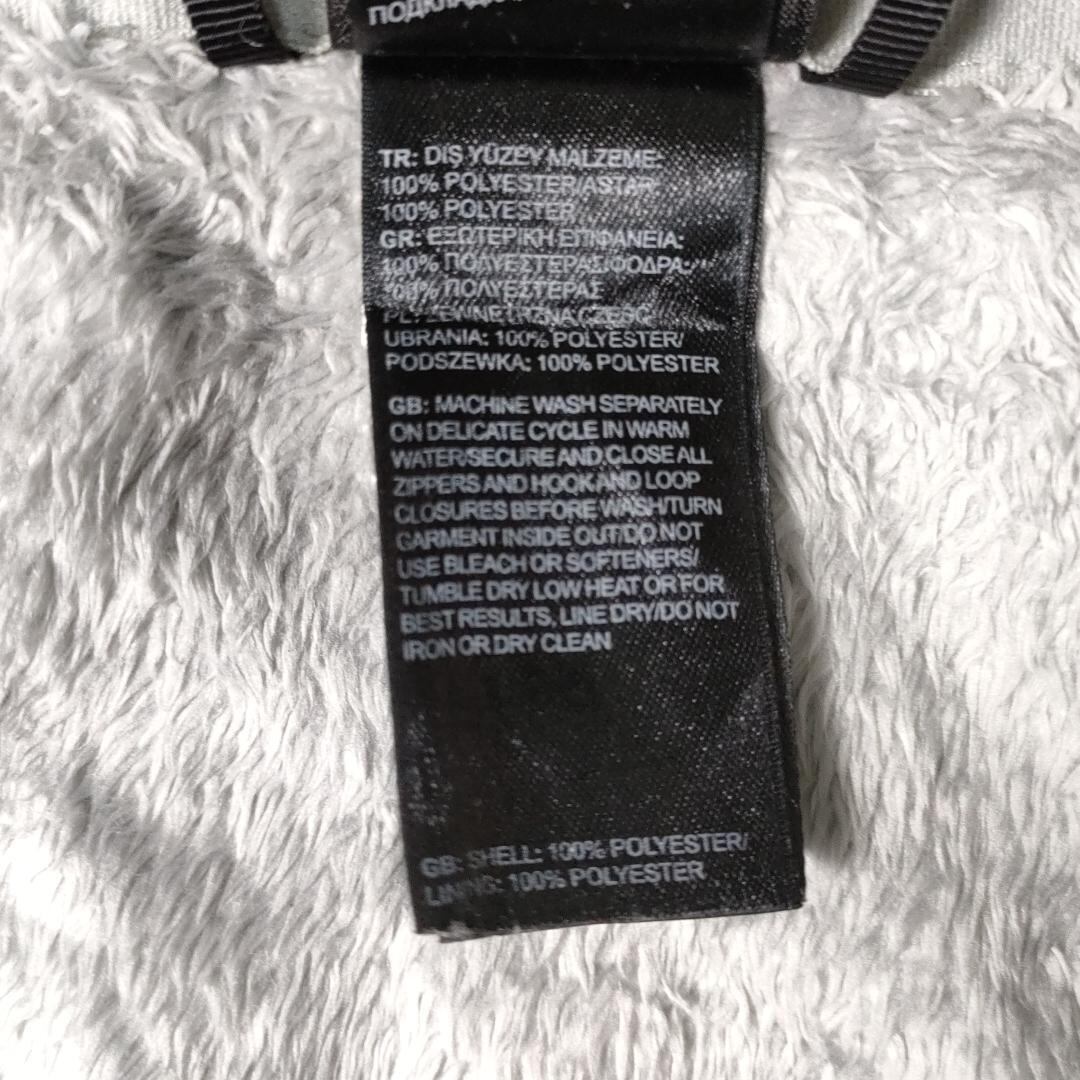 TR: DIŞ YÜZEY MALZEME:
100% POLYESTER/ASTAR
100% POLYESTER
GR: ΕΞΩΤΕΡΙΚΗ ΕΠΙΦΑΝΕΙΑ:
100% ΠΟΛΥΕΣΤΕΡΑΣ/ΦΟΔΡΑ:
100% ΠΟΛΥΕΣΤΕΡΑΣ
PL: ZEWNĘTRZNA CZĘŚĆ
UBRANIA: 100% POLYESTER/
PODSZEWKA: 100% POLYESTER
GB: MACHINE WASH SEPARATELY
ON DELICATE CYCLE IN WARM
WATER/SECURE AND CLOSE ALL
ZIPPERS AND HOOK AND LOOP
CLOSURES BEFORE WASH/TURN
GARMENT INSIDE OUT/DO NOT
USE BLEACH OR SOFTENERS/
TUMBLE DRY LOW HEAT OR FOR
BEST RESULTS, LINE DRY/DO NOT
IRON OR DRY CLEAN
GB: SHELL: 100% POLYESTER/
LINING: 100% POLYESTER